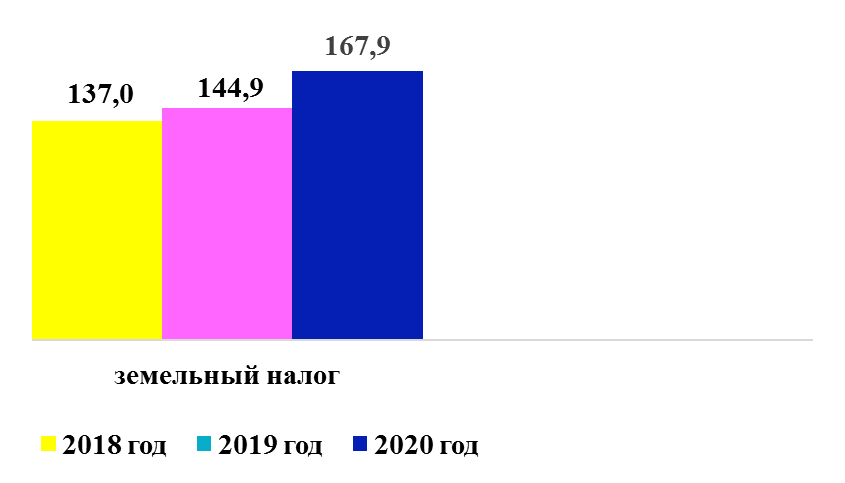 167,9
137,0
144,9
земельный налог
2018 год 2019 год 2020 год